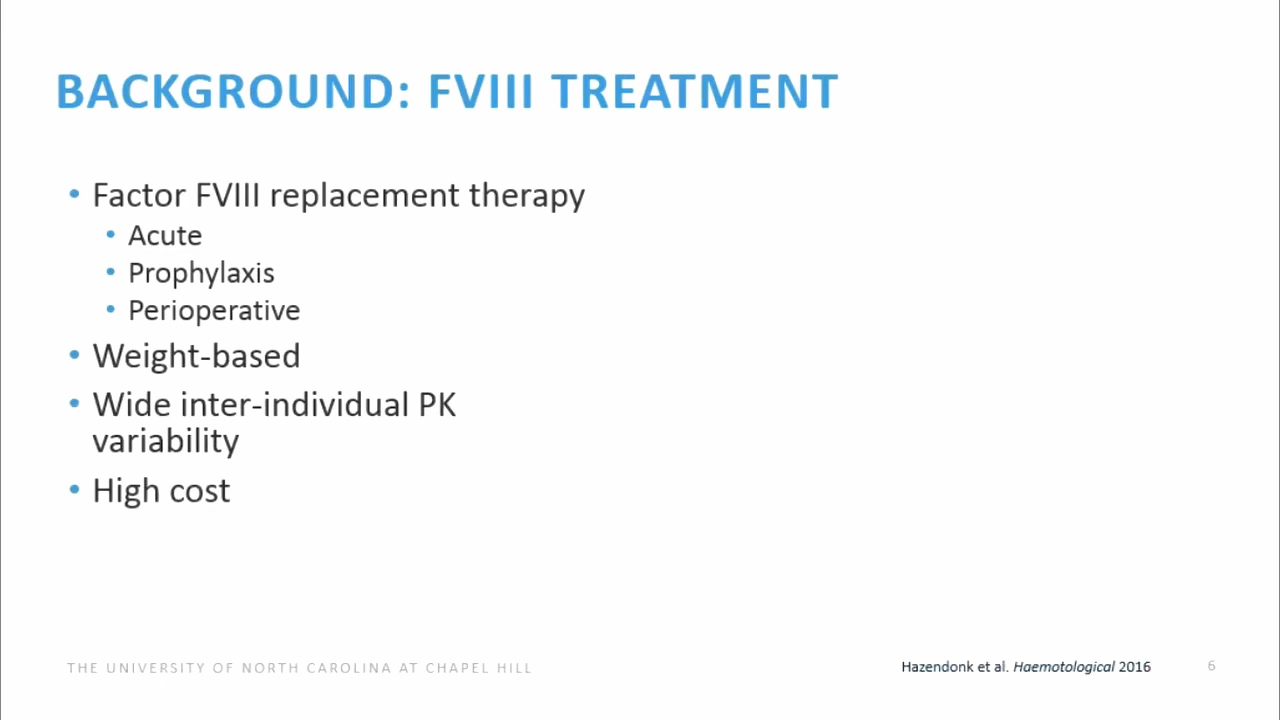 BACKGROUND: FVIII TREATMENT
• Factor FVIII replacement therapy
• Acute
• Prophylaxis
• Perioperative
• Weight-based
• Wide inter-individual PK
variability
• High cost
THE UNIVERSITY OF NORTH CAROLINA AT CHAPEL HILL
Hazendonk et al. Haemotological 2016
6